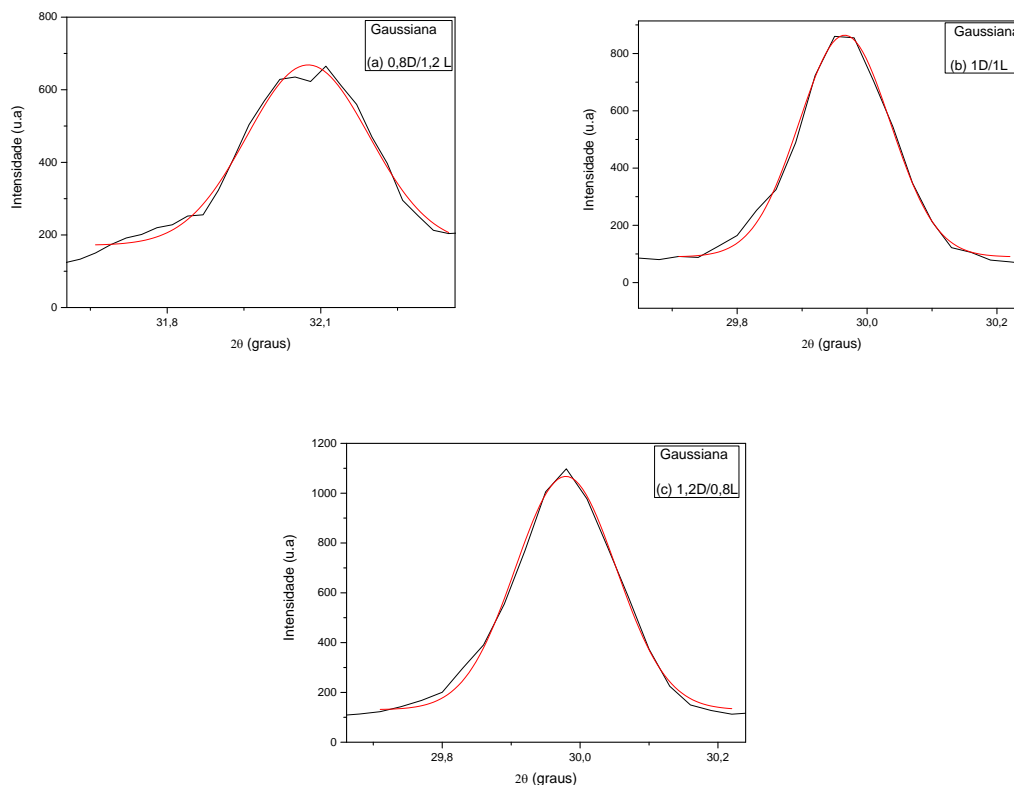 800
600
400
200
0
Intensidade (u.a)
31,8
32,1
2θ (graus)
Gaussiana
(a) 0,8D/1,2 L
800
600
400
200
0
Intensidade (u.a)
29,8
30,0
30,2
2θ (graus)
Gaussiana
(b) 1D/1L
1200
1000
800
600
400
200
0
Intensidade (u.a)
29,8
30,0
30,2
2θ (graus)
Gaussiana
(c) 1,2D/0,8L